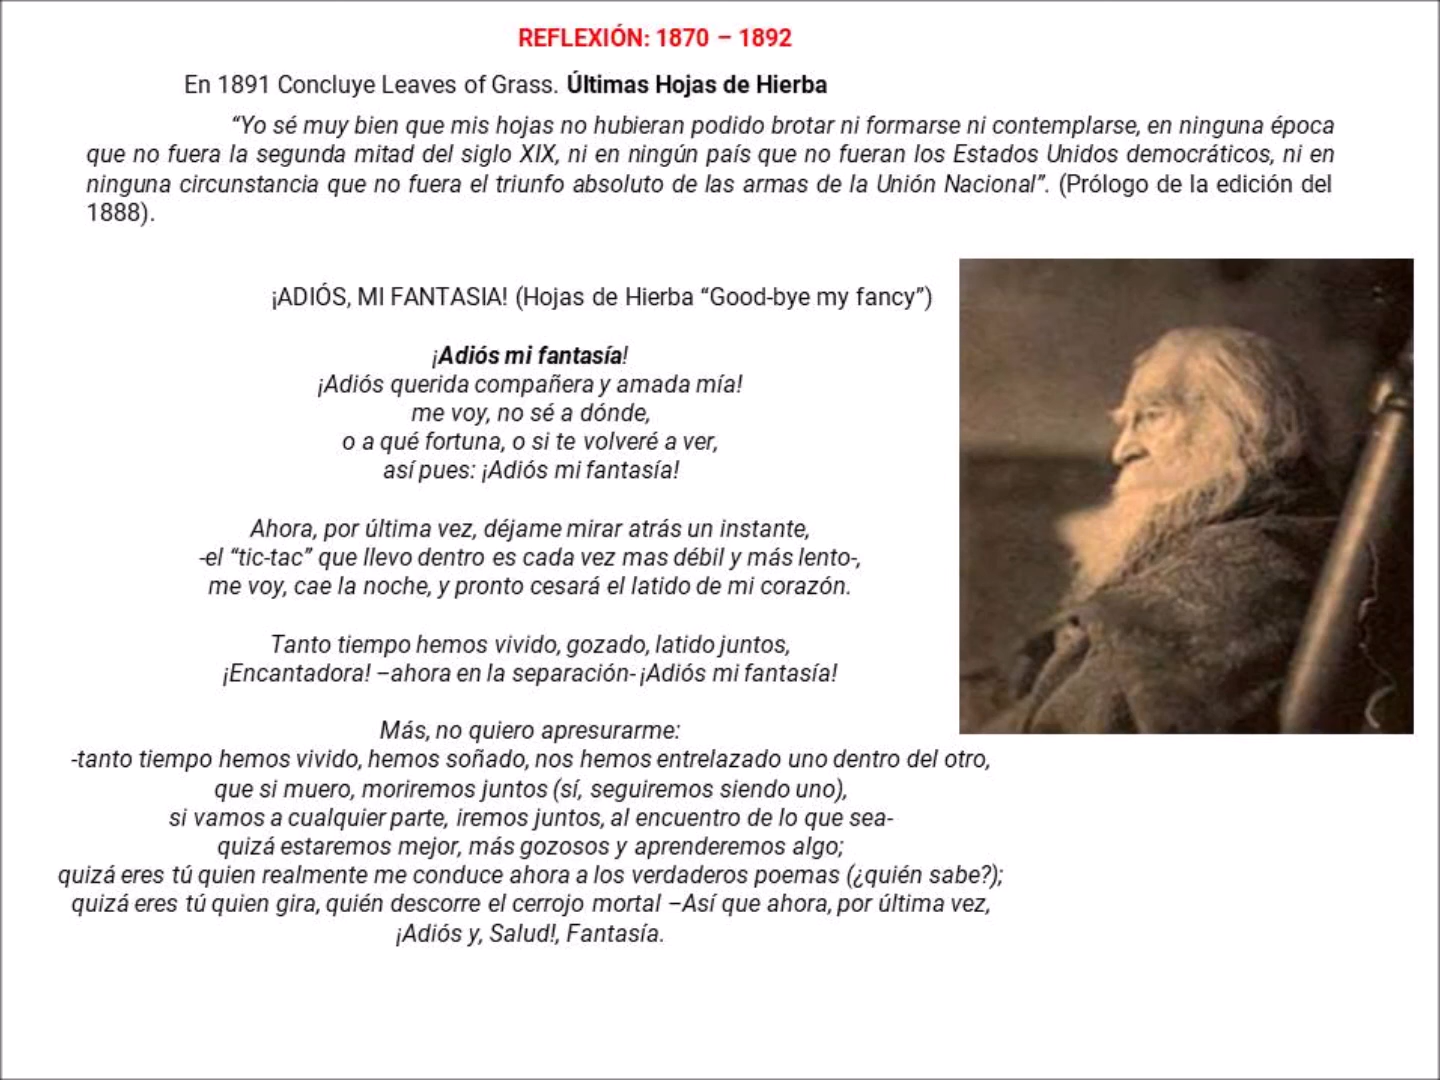 REFLEXIÓN: 1870 – 1892
En 1891 Concluye Leaves of Grass. Últimas Hojas de Hierba
“Yo sé muy bien que mis hojas no hubieran podido brotar ni formarse ni contemplarse, en ninguna época
que no fuera la segunda mitad del siglo XIX, ni en ningún país que no fueran los Estados Unidos democráticos, ni en
ninguna circunstancia que no fuera el triunfo absoluto de las armas de la Unión Nacional”. (Prólogo de la edición del
1888).
¡ADIÓS, MI FANTASIA! (Hojas de Hierba “Good-bye my fancy”)
¡Adiós mi fantasía!
¡Adiós querida compañera y amada mía!
me voy, no sé a dónde,
o a qué fortuna, o si te volveré a ver,
así pues: ¡Adiós mi fantasía!
Ahora, por última vez, déjame mirar atrás un instante,
-el “tic-tac” que llevo dentro es cada vez mas débil y más lento-,
me voy, cae la noche, y pronto cesará el latido de mi corazón.
Tanto tiempo hemos vivido, gozado, latido juntos,
¡Encantadora! –ahora en la separación- ¡Adiós mi fantasía!
Más, no quiero apresurarme:
-tanto tiempo hemos vivido, hemos soñado, nos hemos entrelazado uno dentro del otro,
que si muero, moriremos juntos (sí, seguiremos siendo uno),
si vamos a cualquier parte, iremos juntos, al encuentro de lo que sea-
quizá estaremos mejor, más gozosos y aprenderemos algo;
quizá eres tú quien realmente me conduce ahora a los verdaderos poemas (¿quién sabe?);
quizá eres tú quien gira, quién descorre el cerrojo mortal –Así que ahora, por última vez,
¡Adiós y, Salud!, Fantasía.